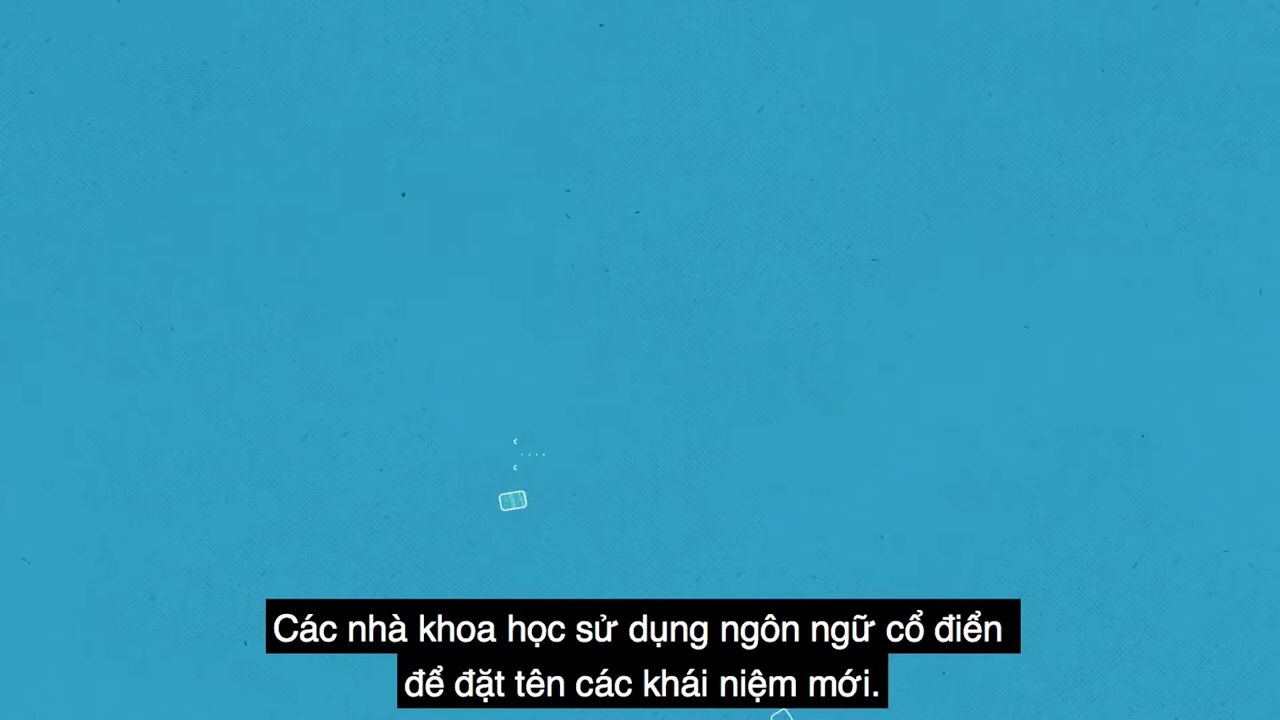 Các nhà khoa học sử dụng ngôn ngữ cổ điển
để đặt tên các khái niệm mới.